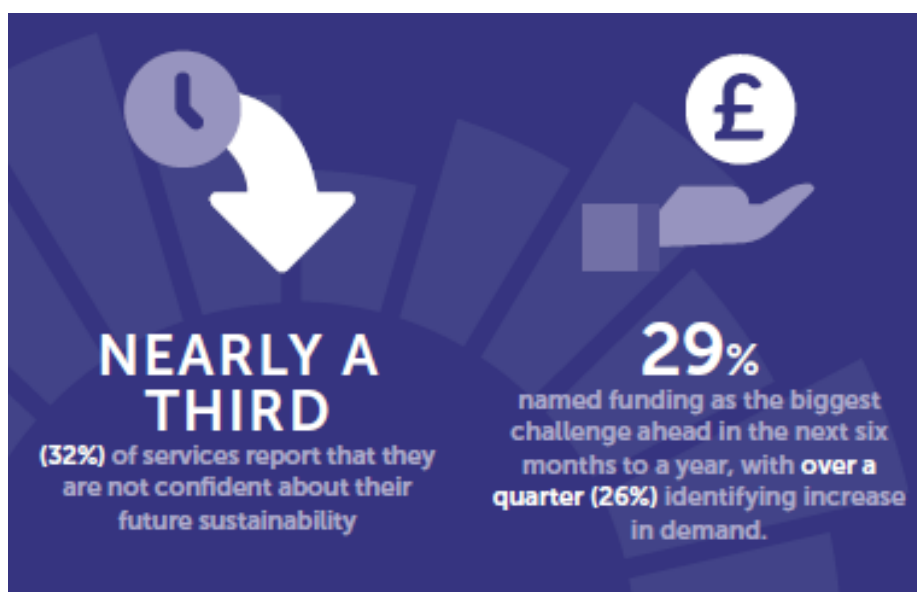 £
NEARLY A
THIRD
(32%) of services report that they
are not confident about their
future sustainability
29%
named funding as the biggest
challenge ahead in the next six
months to a year, with over a
quarter (26%) identifying increase
in demand.